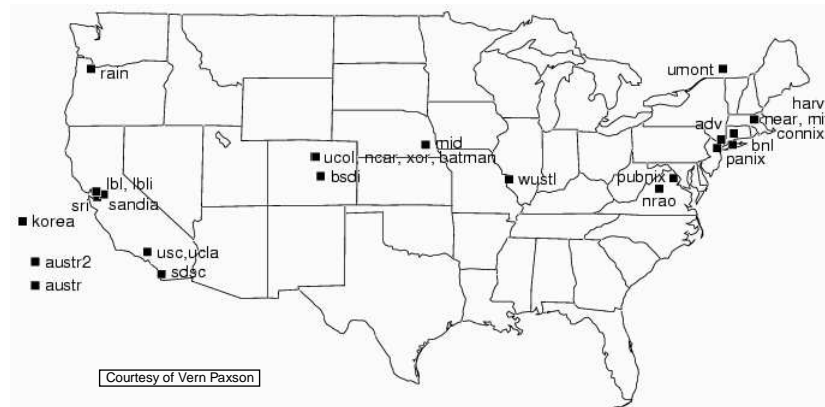 umont
rain
harv
near, mi
adv
connix
bnl
panix
mid
ucol, ncar, xor, batman
bsdi
wustl
pubnix
nrao
lbl, lbli
sandia
sri
korea
usc,ucla
austr2
sdsc
austr
Courtesy of Vern Paxson